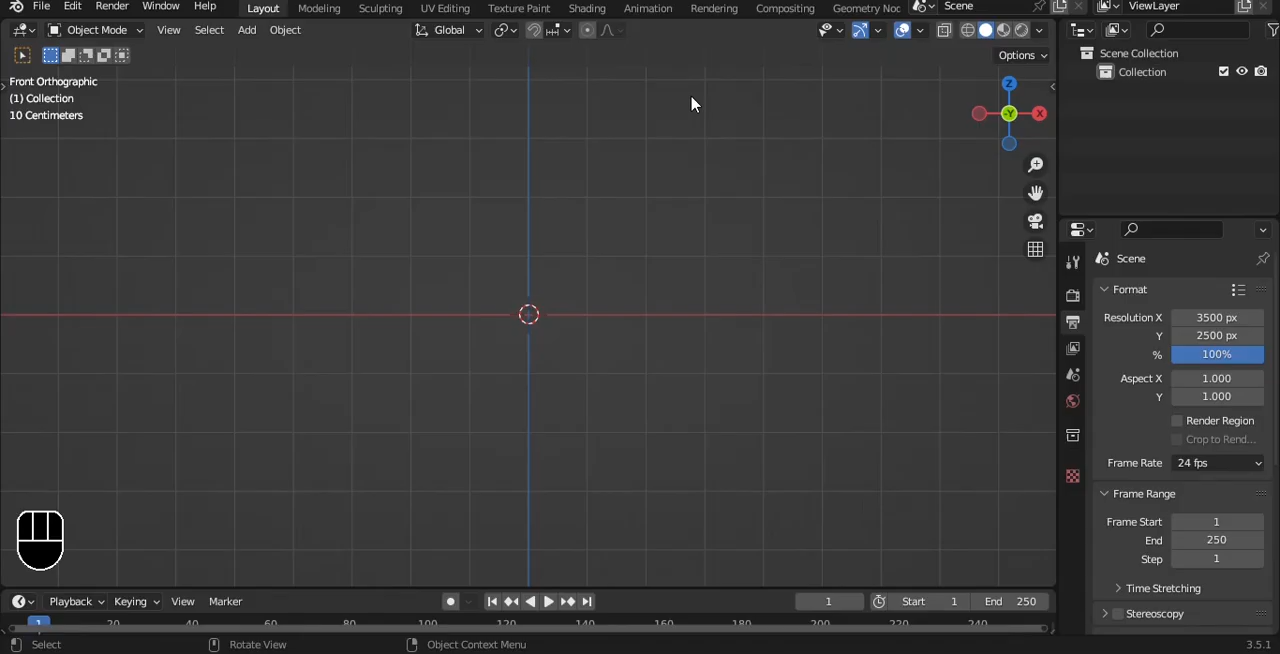 File Edit Render Window Help Layout Modeling Sculpting UV Editing Texture Paint Shading Animation Rendering Compositing Geometry Noc Scene ViewLayer
Object Mode View Select Add Object Global
Options
Front Orthographic
(1) Collection
10 Centimeters
Z
-Y
X
Scene Collection
Collection
Scene
Format
Resolution X 3500 px
Y 2500 px
% 100%
Aspect X 1.000
Y 1.000
Render Region
Crop to Rend...
Frame Rate 24 fps
Frame Range
Frame Start 1
End 250
Step 1
Time Stretching
Stereoscopy
Playback Keying View Marker 1 Start 1 End 250
1 20 40 60 80 100 120 140 160 180 200 220 240
Select Rotate View Object Context Menu 3.5.1